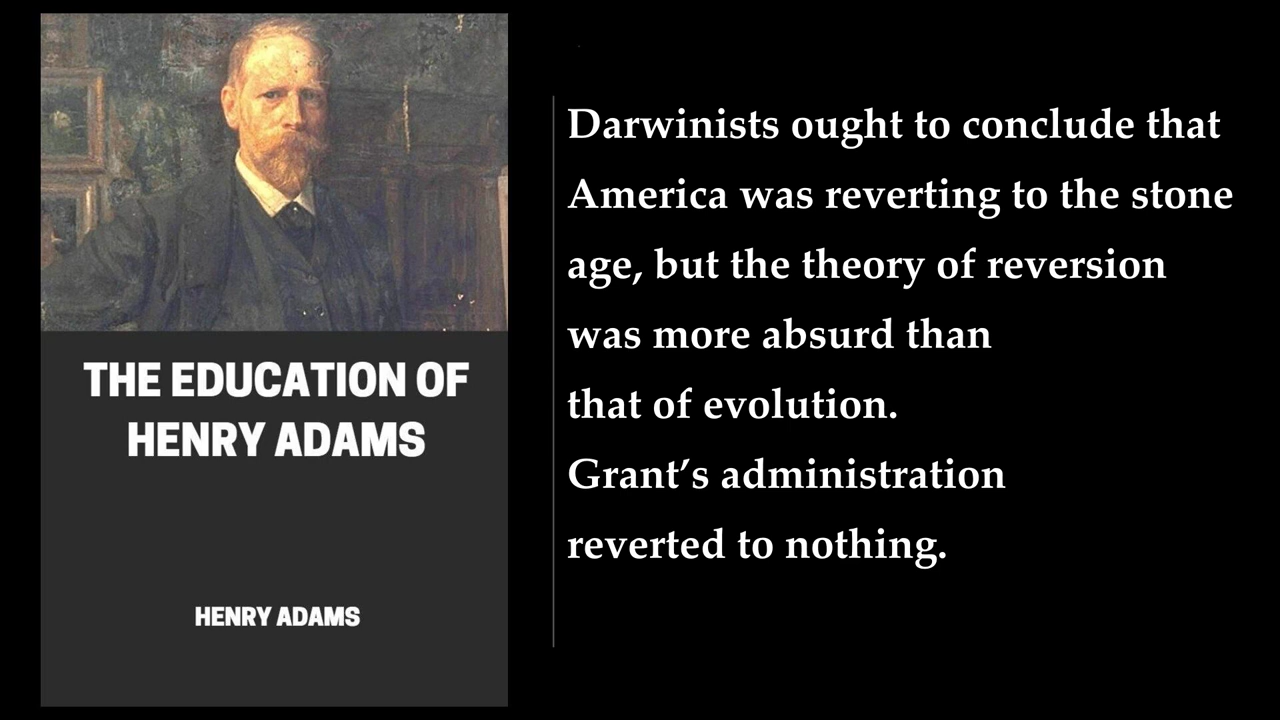 THE EDUCATION OF
HENRY ADAMS
HENRY ADAMS
Darwinists ought to conclude that
America was reverting to the stone
age, but the theory of reversion
was more absurd than
that of evolution.
Grant’s administration
reverted to nothing.